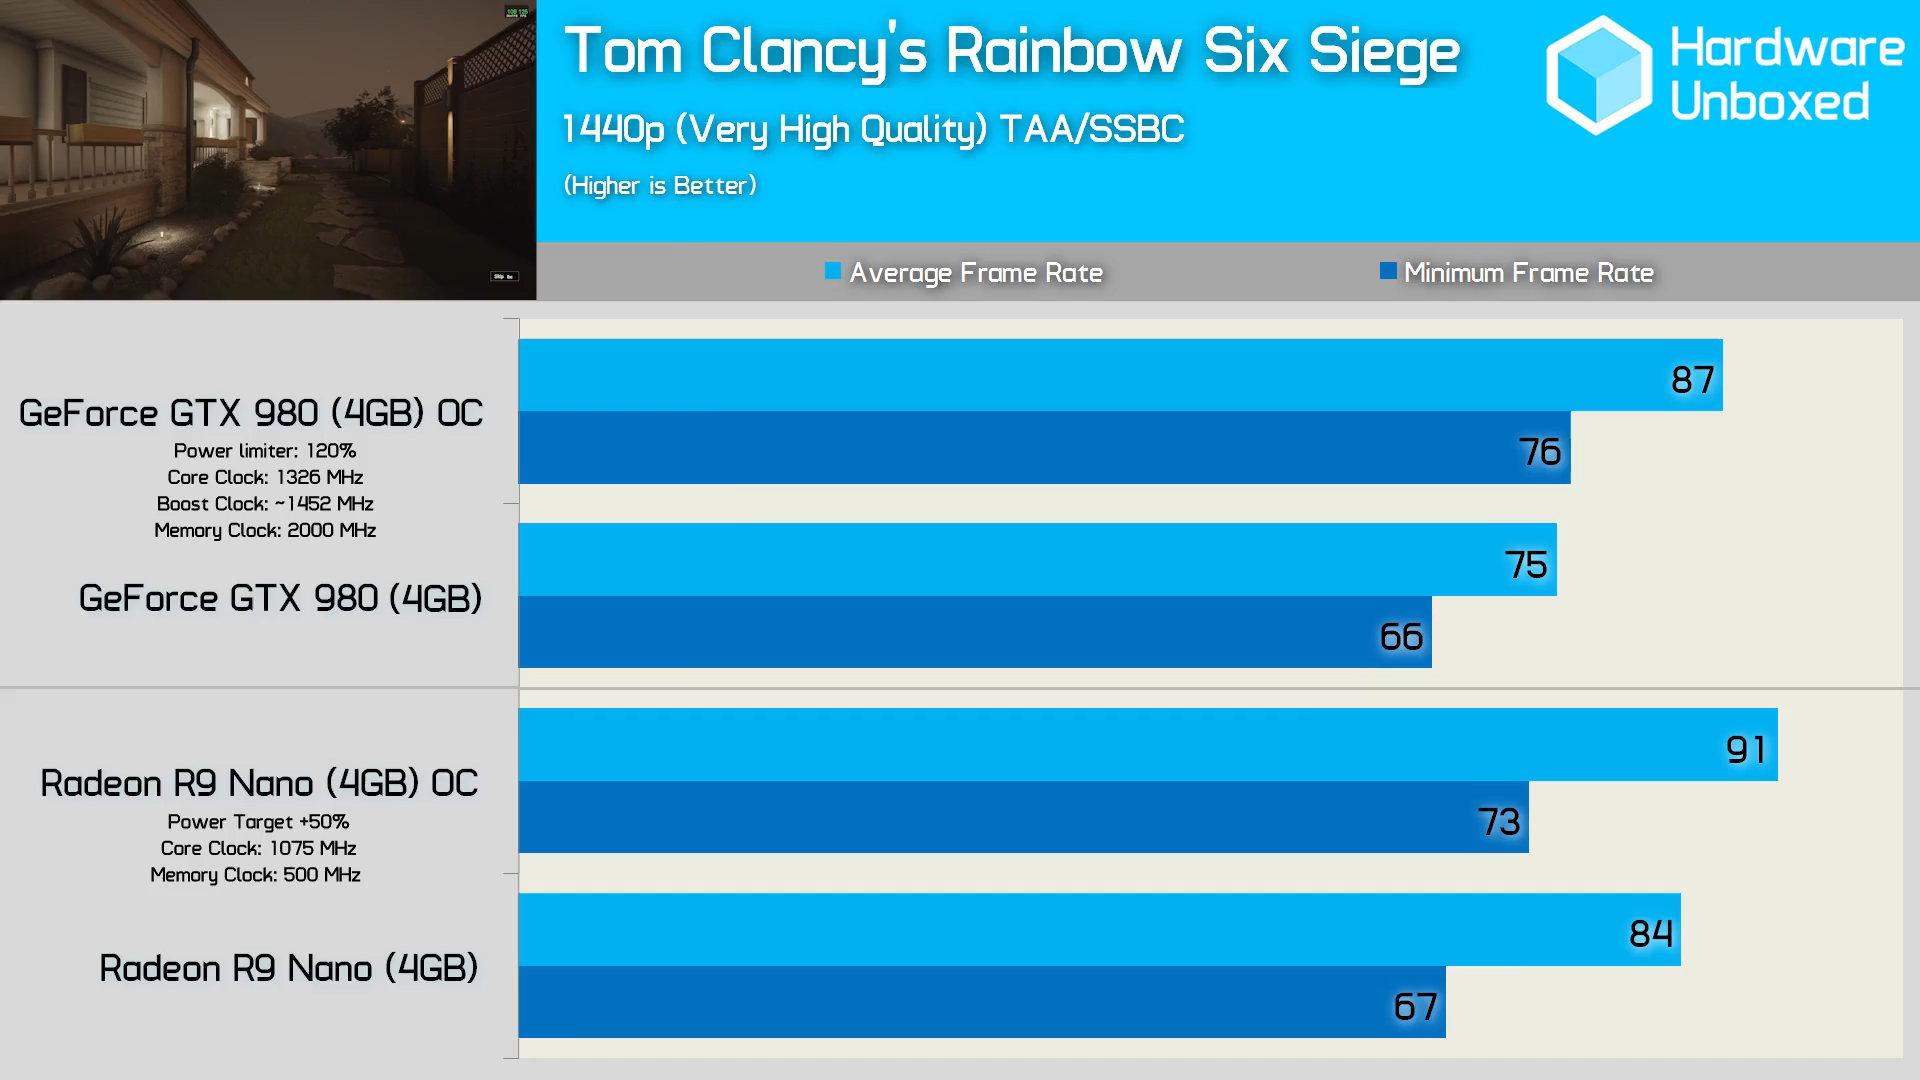 Tom Clancy's Rainbow Six Siege
1440p (Very High Quality) TAA/SSBC
(Higher is Better)
Hardware
Unboxed
Average Frame Rate
Minimum Frame Rate
GeForce GTX 980 (4GB) OC
Power limiter: 120%
Core Clock: 1326 MHz
Boost Clock: ~1452 MHz
Memory Clock: 2000 MHz
87
76
GeForce GTX 980 (4GB)
75
66
Radeon R9 Nano (4GB) OC
Power Target +50%
Core Clock: 1075 MHz
Memory Clock: 500 MHz
91
73
Radeon R9 Nano (4GB)
84
67